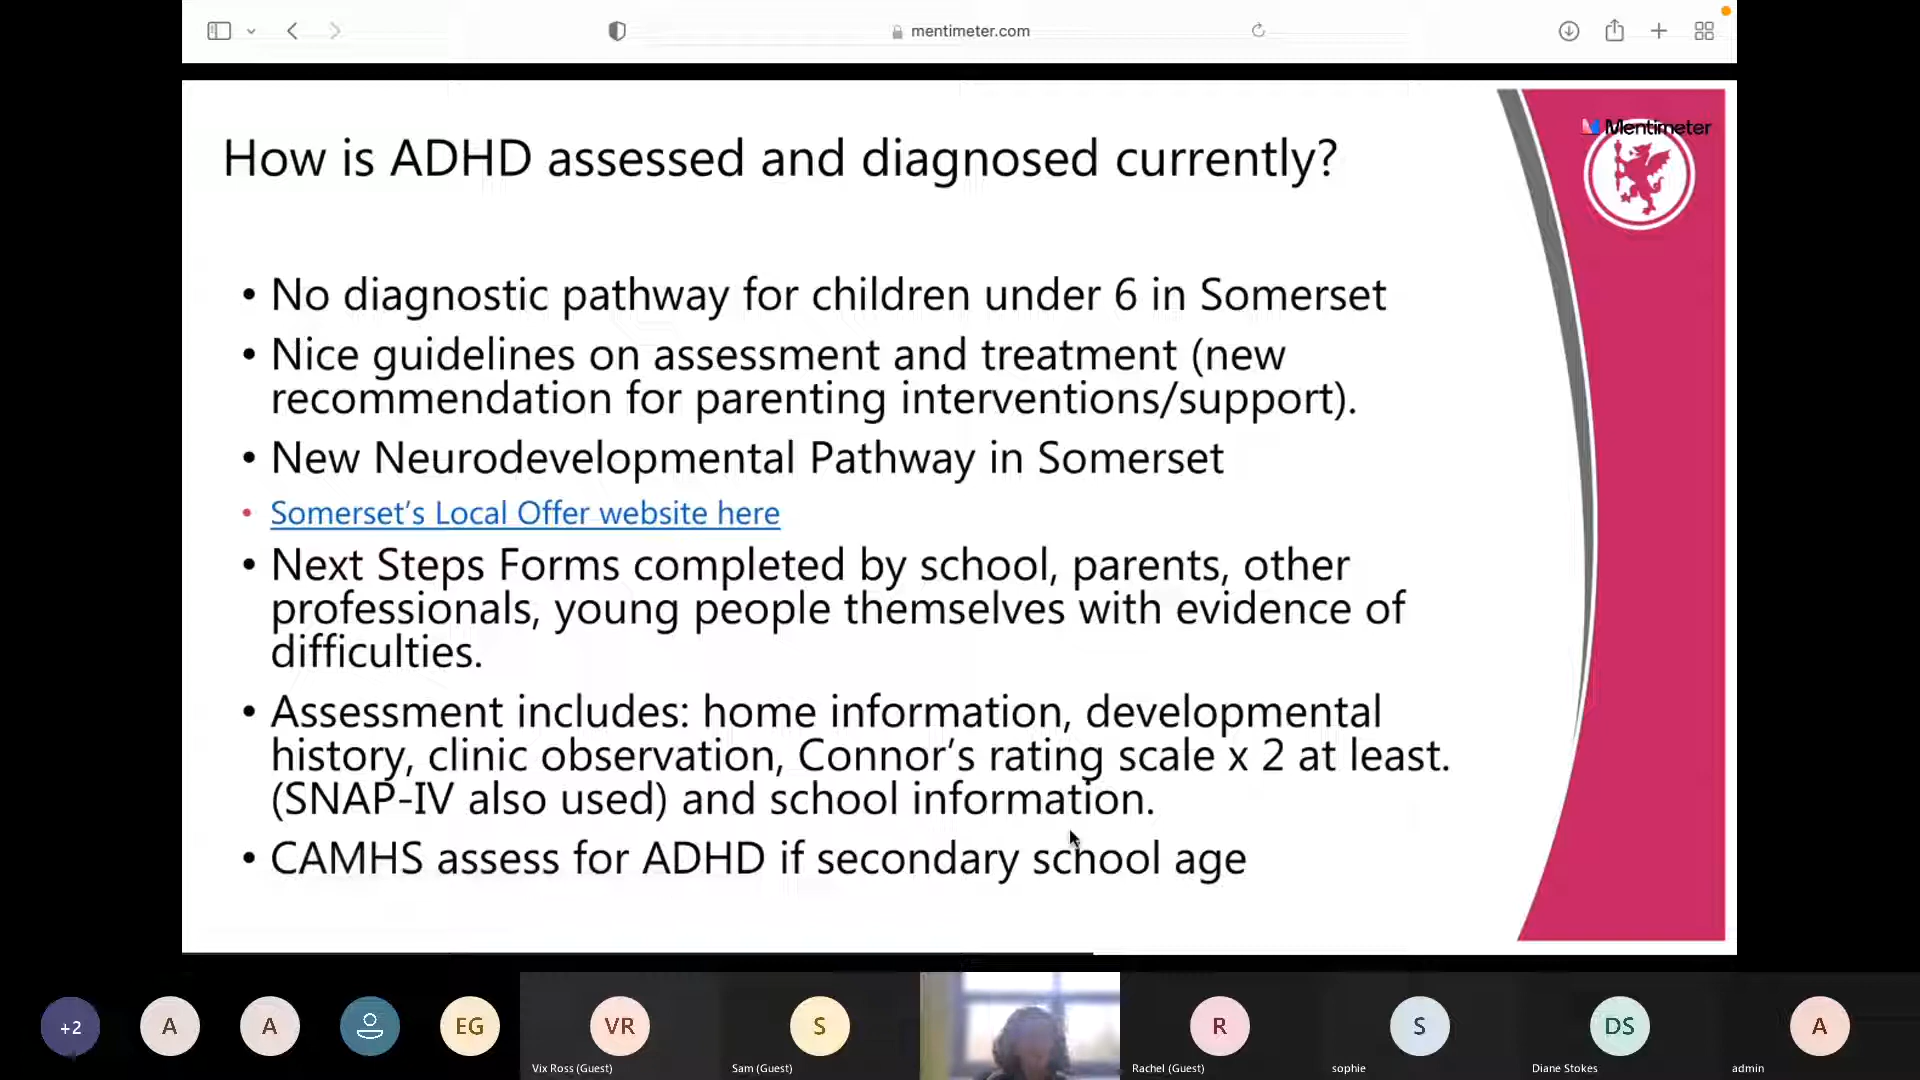 mentimeter.com
Mentimeter
How is ADHD assessed and diagnosed currently?
• No diagnostic pathway for children under 6 in Somerset
• Nice guidelines on assessment and treatment (new
recommendation for parenting interventions/support).
• New Neurodevelopmental Pathway in Somerset
• Somerset's Local Offer website here
• Next Steps Forms completed by school, parents, other
professionals, young people themselves with evidence of
difficulties.
• Assessment includes: home information, developmental
history, clinic observation, Connor's rating scale x 2 at least.
(SNAP-IV also used) and school information.
• CAMHS assess for ADHD if secondary school age
+2
A
A
EG
VR
S
R
S
DS
A
Vix Ross (Guest)
Sam (Guest)
Rachel (Guest)
sophie
Diane Stokes
admin